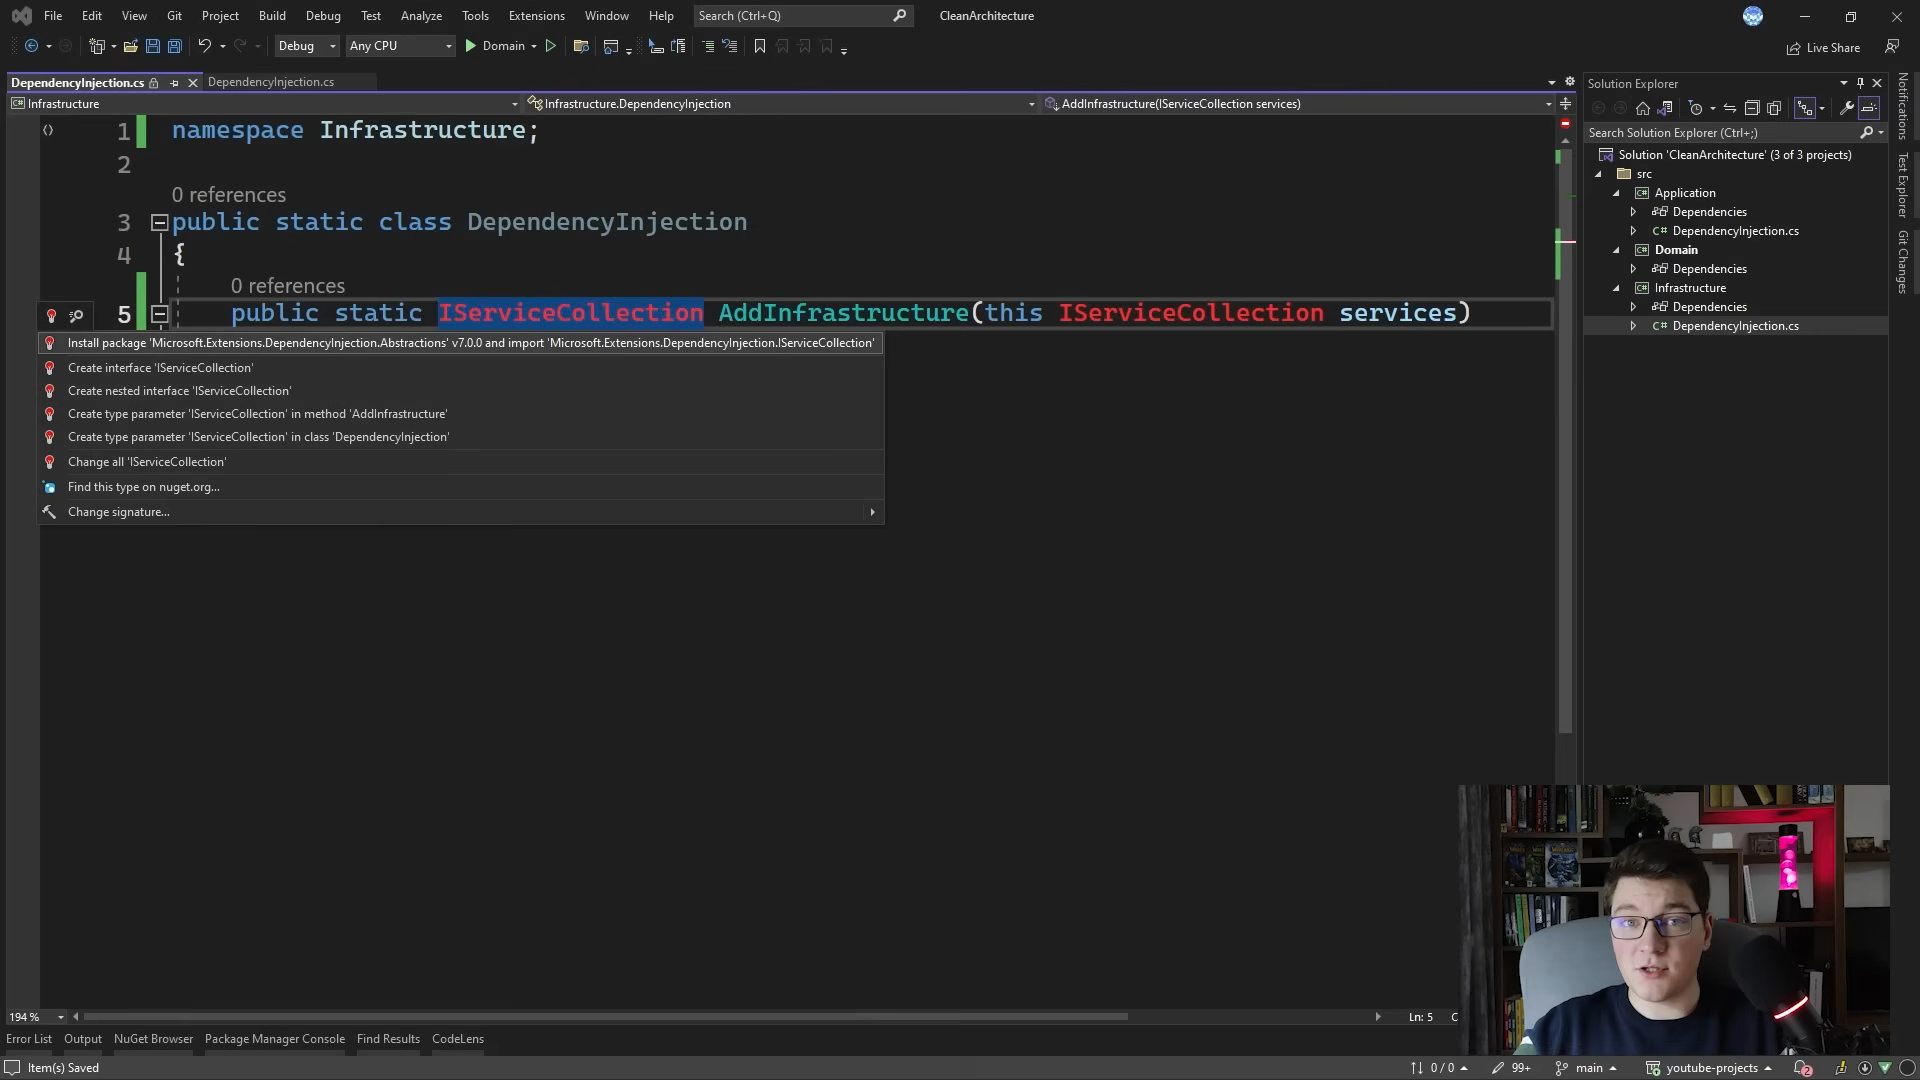 File Edit View Git Project Build Debug Test Analyze Tools Extensions Window Help Search (Ctrl+Q) CleanArchitecture
Debug Any CPU Domain Live Share
DependencyInjection.cs DependencyInjection.cs
Infrastructure Infrastructure.DependencyInjection AddInfrastructure(IServiceCollection services)
1 namespace Infrastructure;
2
0 references
3 public static class DependencyInjection
4 {
0 references
5 public static IServiceCollection AddInfrastructure(this IServiceCollection services)
Install package 'Microsoft.Extensions.DependencyInjection.Abstractions' v7.0.0 and import 'Microsoft.Extensions.DependencyInjection.IServiceCollection'
Create interface 'IServiceCollection'
Create nested interface 'IServiceCollection'
Create type parameter 'IServiceCollection' in method 'AddInfrastructure'
Create type parameter 'IServiceCollection' in class 'DependencyInjection'
Change all 'IServiceCollection'
Find this type on nuget.org...
Change signature...
Solution Explorer
Search Solution Explorer (Ctrl+;)
Solution 'CleanArchitecture' (3 of 3 projects)
src
Application
Dependencies
C# DependencyInjection.cs
Domain
Dependencies
Infrastructure
Dependencies
C# DependencyInjection.cs
Notifications
Test Explorer
Git Changes
194 % Ln: 5 C
Error List Output NuGet Browser Package Manager Console Find Results CodeLens
Item(s) Saved 0 / 0 99+ main youtube-projects 2